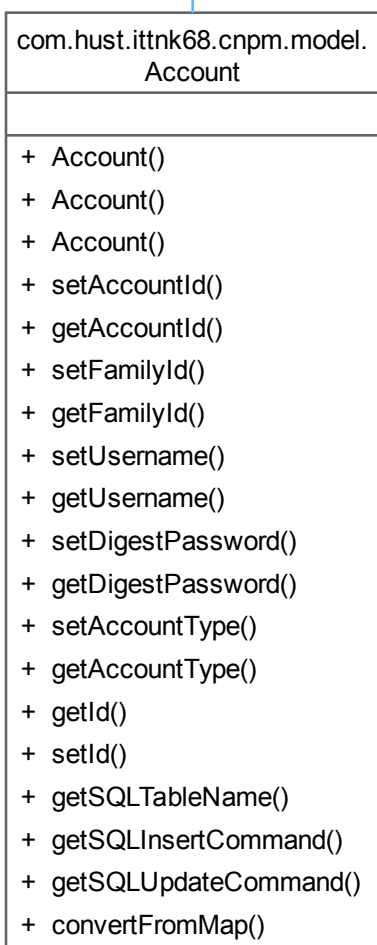 com.hust.ittnk68.cnpm.model.
Account
+ Account()
+ Account()
+ Account()
+ setAccountId()
+ getAccountId()
+ setFamilyId()
+ getFamilyId()
+ setUsername()
+ getUsername()
+ setDigestPassword()
+ getDigestPassword()
+ setAccountType()
+ getAccountType()
+ getId()
+ setId()
+ getSQLTableName()
+ getSQLInsertCommand()
+ getSQLUpdateCommand()
+ convertFromMap()